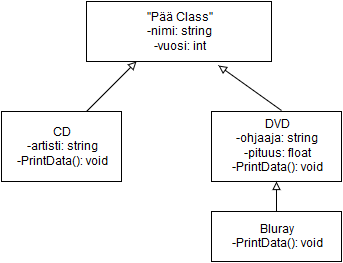 "Pää Class"
-nimi: string
-vuosi: int
CD
-artisti: string
-PrintData(): void
DVD
-ohjaaja: string
-pituus: float
-PrintData(): void
Bluray
-PrintData(): void